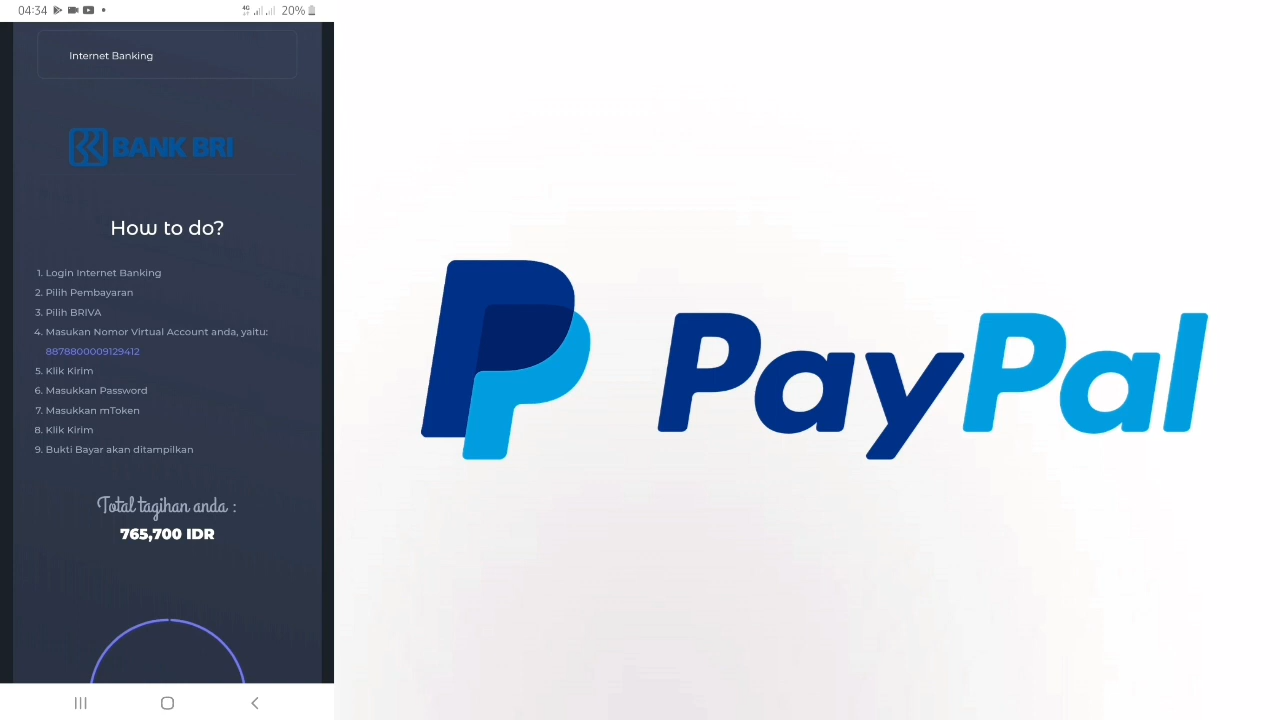 04:34
4G
20%
Internet Banking
BANK BRI
How to do?
1. Login Internet Banking
2. Pilih Pembayaran
3. Pilih BRIVA
4. Masukan Nomor Virtual Account anda, yaitu:
8878800009129412
5. Klik Kirim
6. Masukkan Password
7. Masukkan mToken
8. Klik Kirim
9. Bukti Bayar akan ditampilkan
Total tagihan anda :
765,700 IDR
PayPal